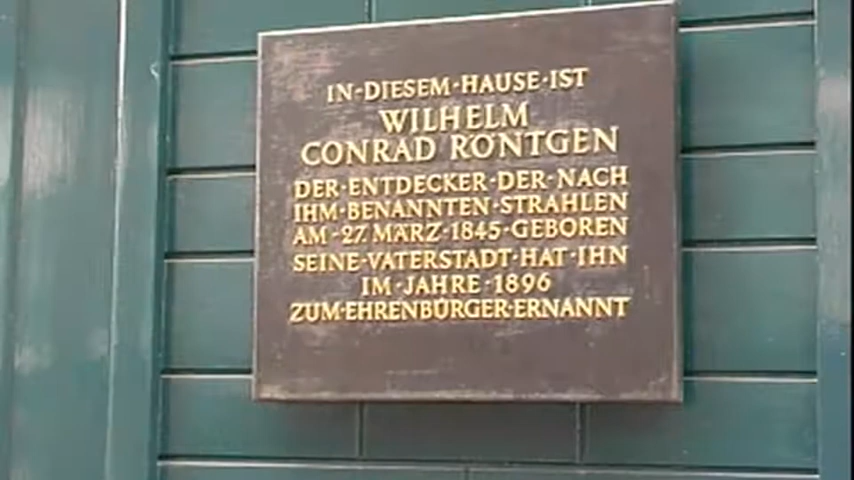 IN·DIESEM·HAUSE·IST
WILHELM
CONRAD RÖNTGEN
DER·ENTDECKER·DER·NACH
IHM·BENANNTEN·STRAHLEN
AM·27.MÄRZ·1845·GEBOREN
SEINE·VATERSTADT·HAT·IHN
IM·JAHRE·1896
ZUM·EHRENBÜRGER·ERNANNT